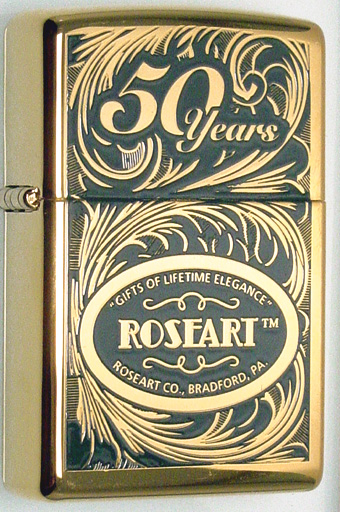 50
Years
"GIFTS OF LIFETIME ELEGANCE"
ROSEART™
ROSEART CO., BRADFORD, PA.